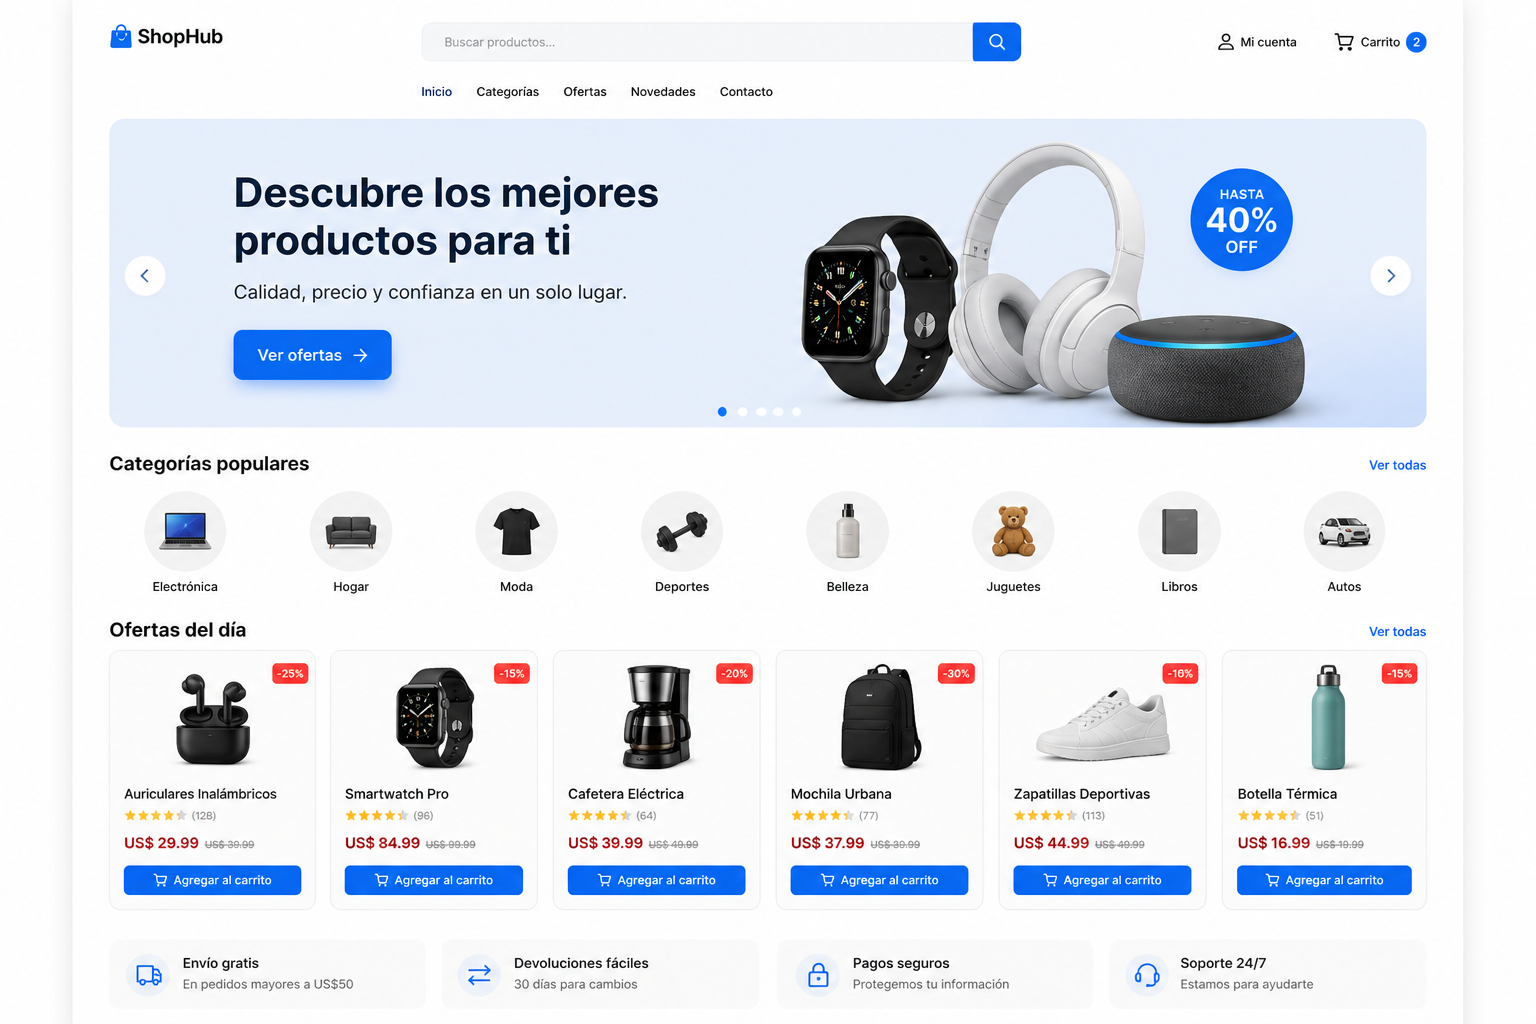 ShopHub
Buscar productos...
Mi cuenta
Carrito 2
Inicio Categorías Ofertas Novedades Contacto
Descubre los mejores
productos para ti
Calidad, precio y confianza en un solo lugar.
Ver ofertas
HASTA
40%
OFF
Categorías populares
Ver todas
Electrónica Hogar Moda Deportes Belleza Juguetes Libros Autos
Ofertas del día
Ver todas
-25%
Auriculares Inalámbricos
(128)
US$ 29.99 US$ 39.99
Agregar al carrito
-15%
Smartwatch Pro
(96)
US$ 84.99 US$ 99.99
Agregar al carrito
-20%
Cafetera Eléctrica
(64)
US$ 39.99 US$ 49.99
Agregar al carrito
-30%
Mochila Urbana
(77)
US$ 37.99 US$ 39.99
Agregar al carrito
-10%
Zapatillas Deportivas
(113)
US$ 44.99 US$ 49.99
Agregar al carrito
-15%
Botella Térmica
(51)
US$ 16.99 US$ 19.99
Agregar al carrito
Envío gratis
En pedidos mayores a US$50
Devoluciones fáciles
30 días para cambios
Pagos seguros
Protegemos tu información
Soporte 24/7
Estamos para ayudarte